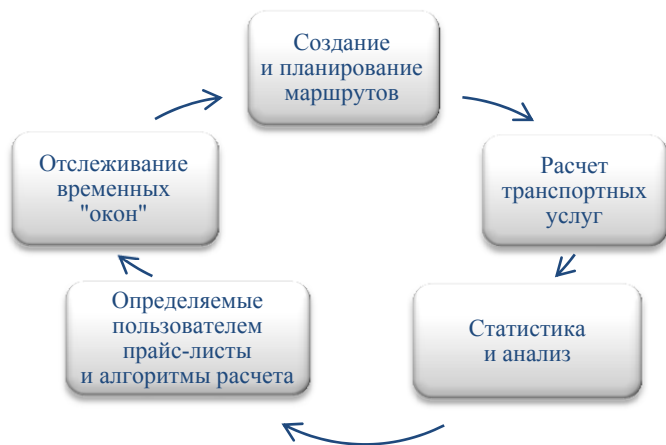 Создание
и планирование
маршрутов
Расчет
транспортных
услуг
Статистика
и анализ
Определяемые
пользователем
прайс-листы
и алгоритмы расчета
Отслеживание
временных
"окон"